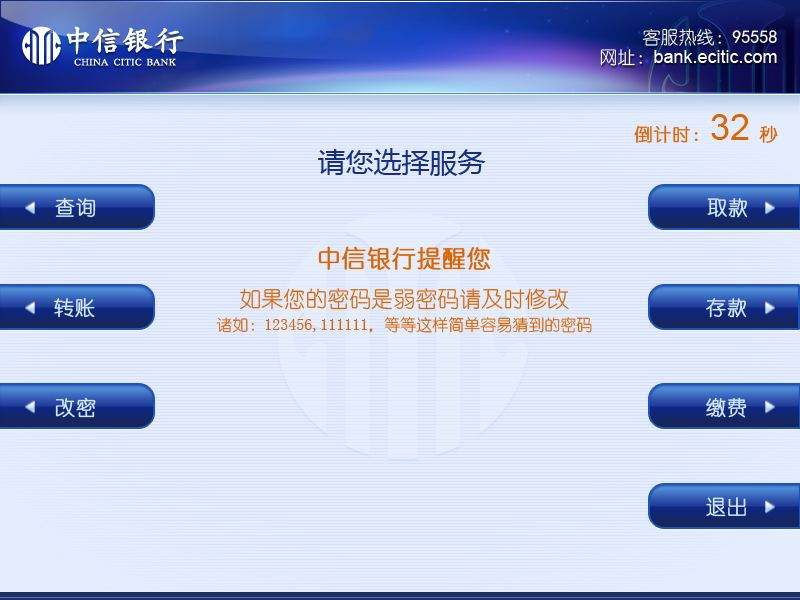 中信银行
CHINA CITIC BANK
客服热线：95558
网址：bank.ecitic.com
倒计时：32 秒
请您选择服务
查询
取款
中信银行提醒您
如果您的密码是弱密码请及时修改
诸如：123456,111111，等等这样简单容易猜到的密码
转账
存款
改密
缴费
退出